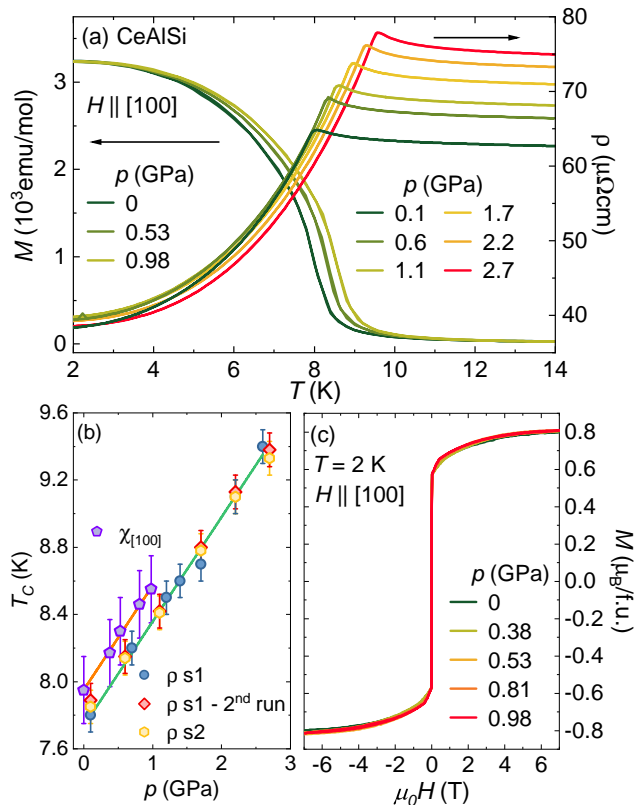 (a) CeAlSi
H || [100]
p (GPa)
0
0.53
0.98
p (GPa)
0.1
0.6
1.1
1.7
2.2
2.7
M (10³emu/mol)
3
2
1
0
ρ (μΩcm)
80
70
60
50
40
2 4 6 8 10 12 14
T (K)
(b)
χ[100]
ρ s1
ρ s1 - 2nd run
ρ s2
T_C (K)
9.6
9.2
8.8
8.4
8.0
7.6
0 1 2 3
p (GPa)
(c)
T = 2 K
H || [100]
p (GPa)
0
0.38
0.53
0.81
0.98
M (μB/f.u.)
0.8
0.6
0.4
0.2
0.0
-0.2
-0.4
-0.6
-0.8
-6 -4 -2 0 2 4 6
μ0H (T)